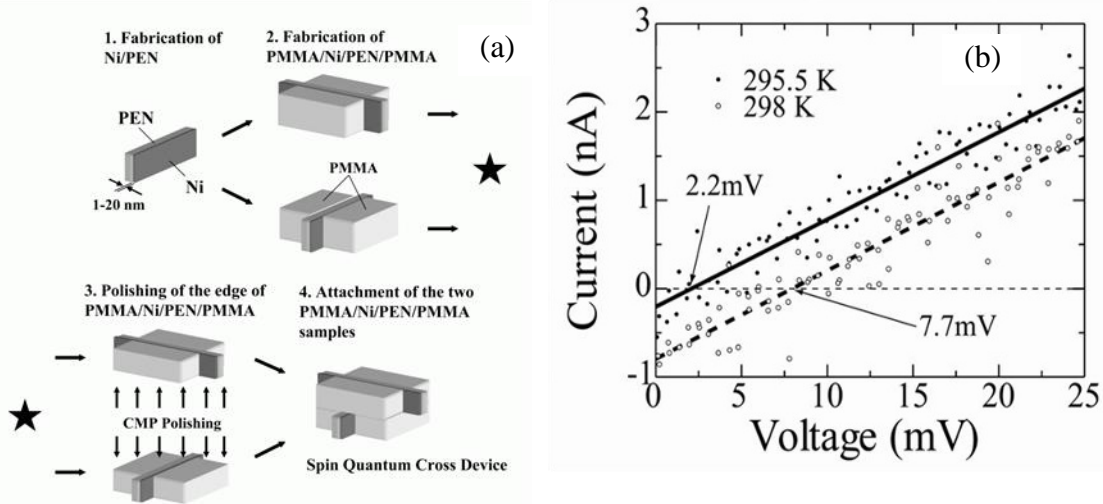 1. Fabrication of
Ni/PEN
PEN
Ni
1-20 nm
2. Fabrication of
PMMA/Ni/PEN/PMMA
(a)
PMMA
3. Polishing of the edge of
PMMA/Ni/PEN/PMMA
CMP Polishing
4. Attachment of the two
PMMA/Ni/PEN/PMMA
samples
Spin Quantum Cross Device
(b)
295.5 K
298 K
2.2mV
7.7mV
Current (nA)
3
2
1
0
-1
0 5 10 15 20 25
Voltage (mV)